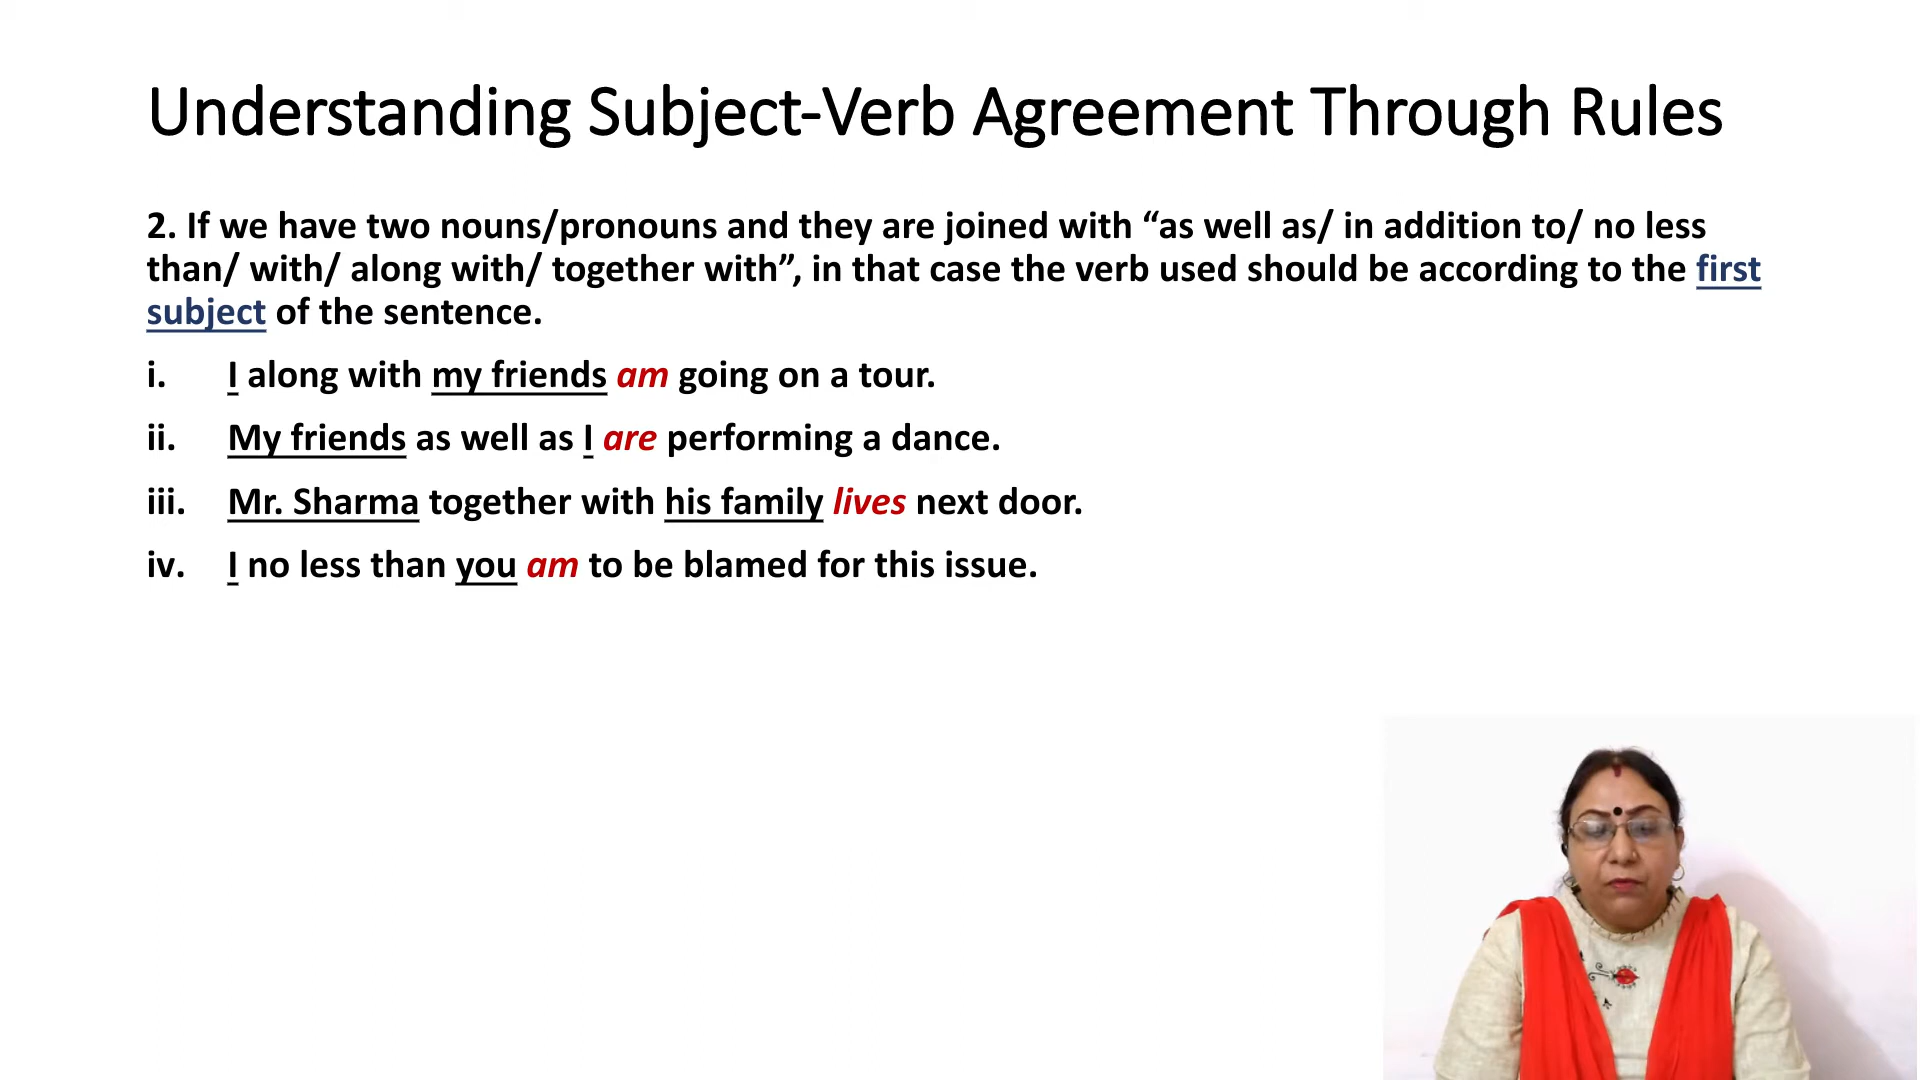 Understanding Subject-Verb Agreement Through Rules
2. If we have two nouns/pronouns and they are joined with “as well as/ in addition to/ no less
than/ with/ along with/ together with”, in that case the verb used should be according to the first
subject of the sentence.
i. I along with my friends am going on a tour.
ii. My friends as well as I are performing a dance.
iii. Mr. Sharma together with his family lives next door.
iv. I no less than you am to be blamed for this issue.